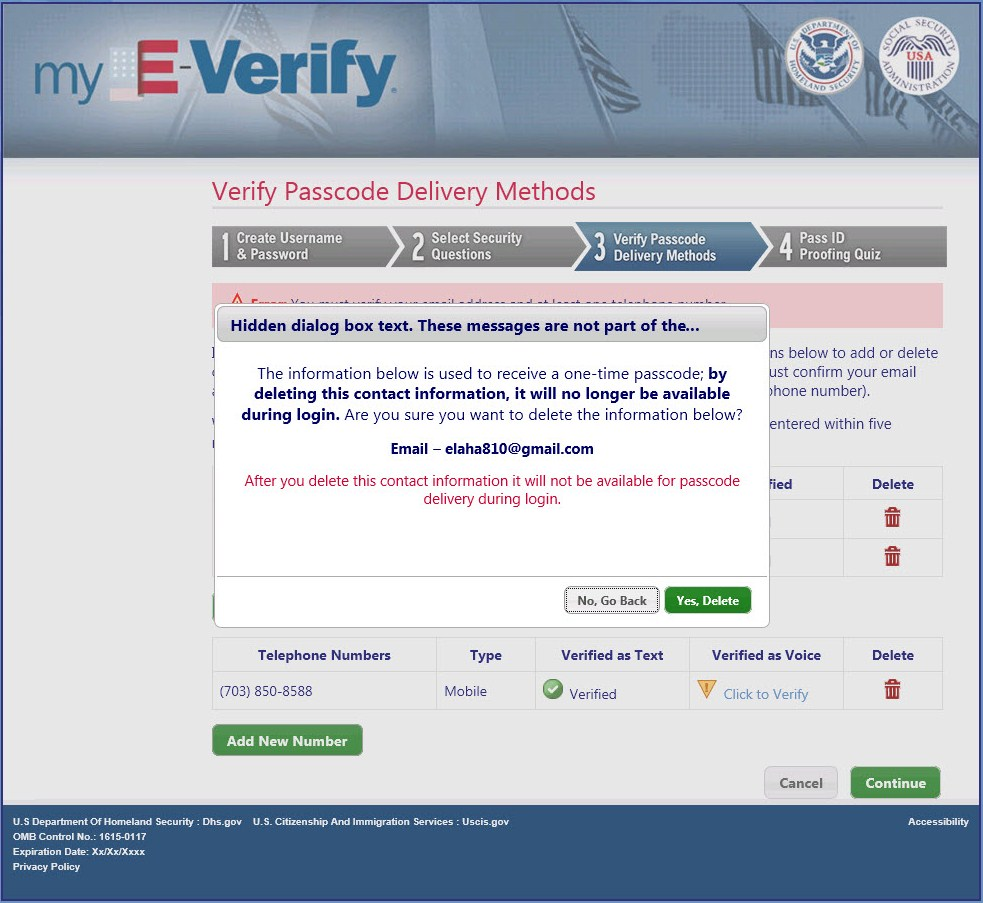 my E-Verify
U.S. DEPARTMENT OF HOMELAND SECURITY
SOCIAL SECURITY ADMINISTRATION
USA
Verify Passcode Delivery Methods
1 Create Username & Password
2 Select Security Questions
3 Verify Passcode Delivery Methods
4 Pass ID Proofing Quiz
Error: You must verify your email address and at least one telephone number
Hidden dialog box text. These messages are not part of the...
The information below is used to receive a one-time passcode; by
deleting this contact information, it will no longer be available
during login. Are you sure you want to delete the information below?
Email – elaha810@gmail.com
After you delete this contact information it will not be available for passcode
delivery during login.
No, Go Back Yes, Delete
ns below to add or delete
confirm your email
phone number).
entered within five
Delete
Telephone Numbers Type Verified as Text Verified as Voice Delete
(703) 850-8588 Mobile Verified Click to Verify
Add New Number
Cancel Continue
U.S Department Of Homeland Security : Dhs.gov U.S. Citizenship And Immigration Services : Uscis.gov Accessibility
OMB Control No.: 1615-0117
Expiration Date: Xx/Xx/Xxxx
Privacy Policy